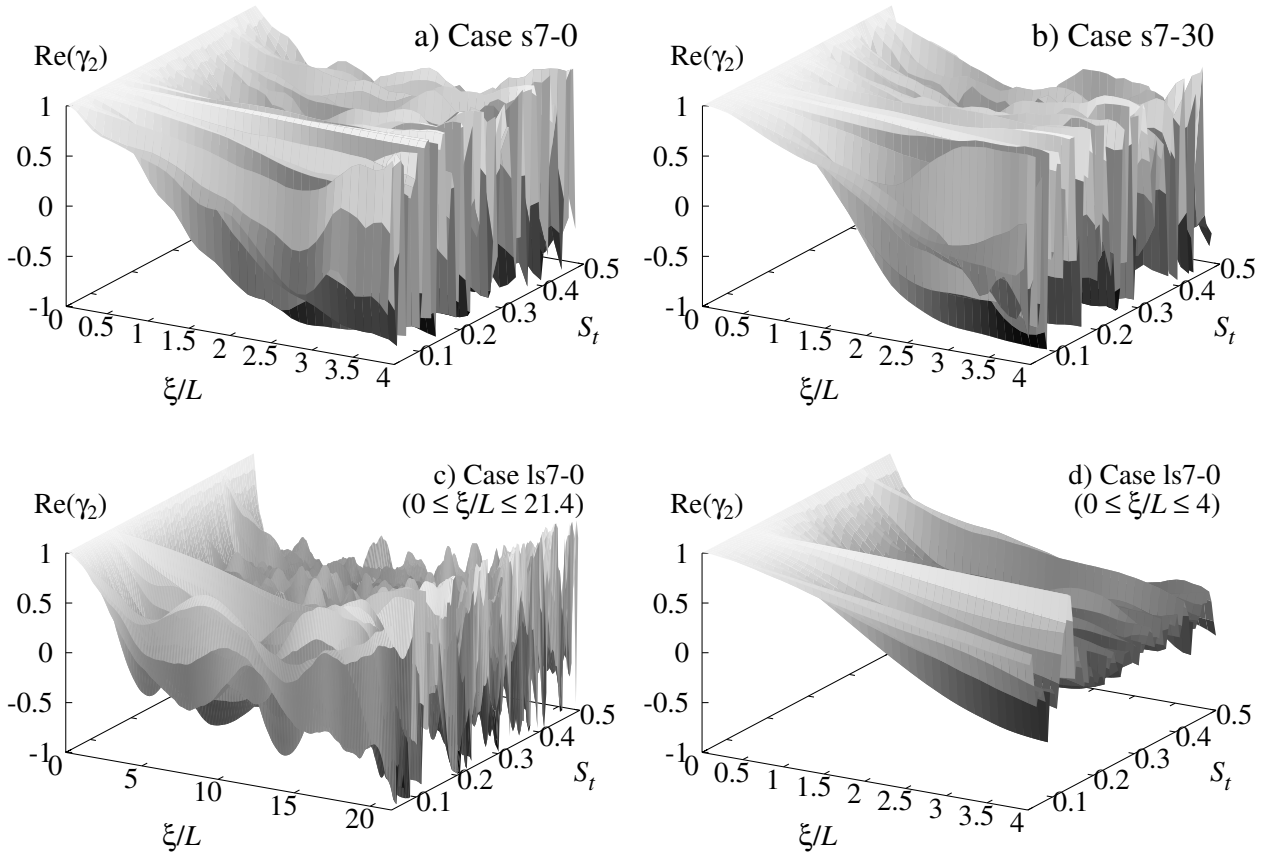 a) Case s7-0
Re(γ2)
1
0.5
0
-0.5
-1
0 0.5 1 1.5 2 2.5 3 3.5 4
ξ/L
0.1 0.2 0.3 0.4 0.5
St
b) Case s7-30
Re(γ2)
1
0.5
0
-0.5
-1
0 0.5 1 1.5 2 2.5 3 3.5 4
ξ/L
0.1 0.2 0.3 0.4 0.5
St
c) Case ls7-0
(0 ≤ ξ/L ≤ 21.4)
Re(γ2)
1
0.5
0
-0.5
-1
0 5 10 15 20
ξ/L
0.1 0.2 0.3 0.4 0.5
St
d) Case ls7-0
(0 ≤ ξ/L ≤ 4)
Re(γ2)
1
0.5
0
-0.5
-1
0 0.5 1 1.5 2 2.5 3 3.5 4
ξ/L
0.1 0.2 0.3 0.4 0.5
St